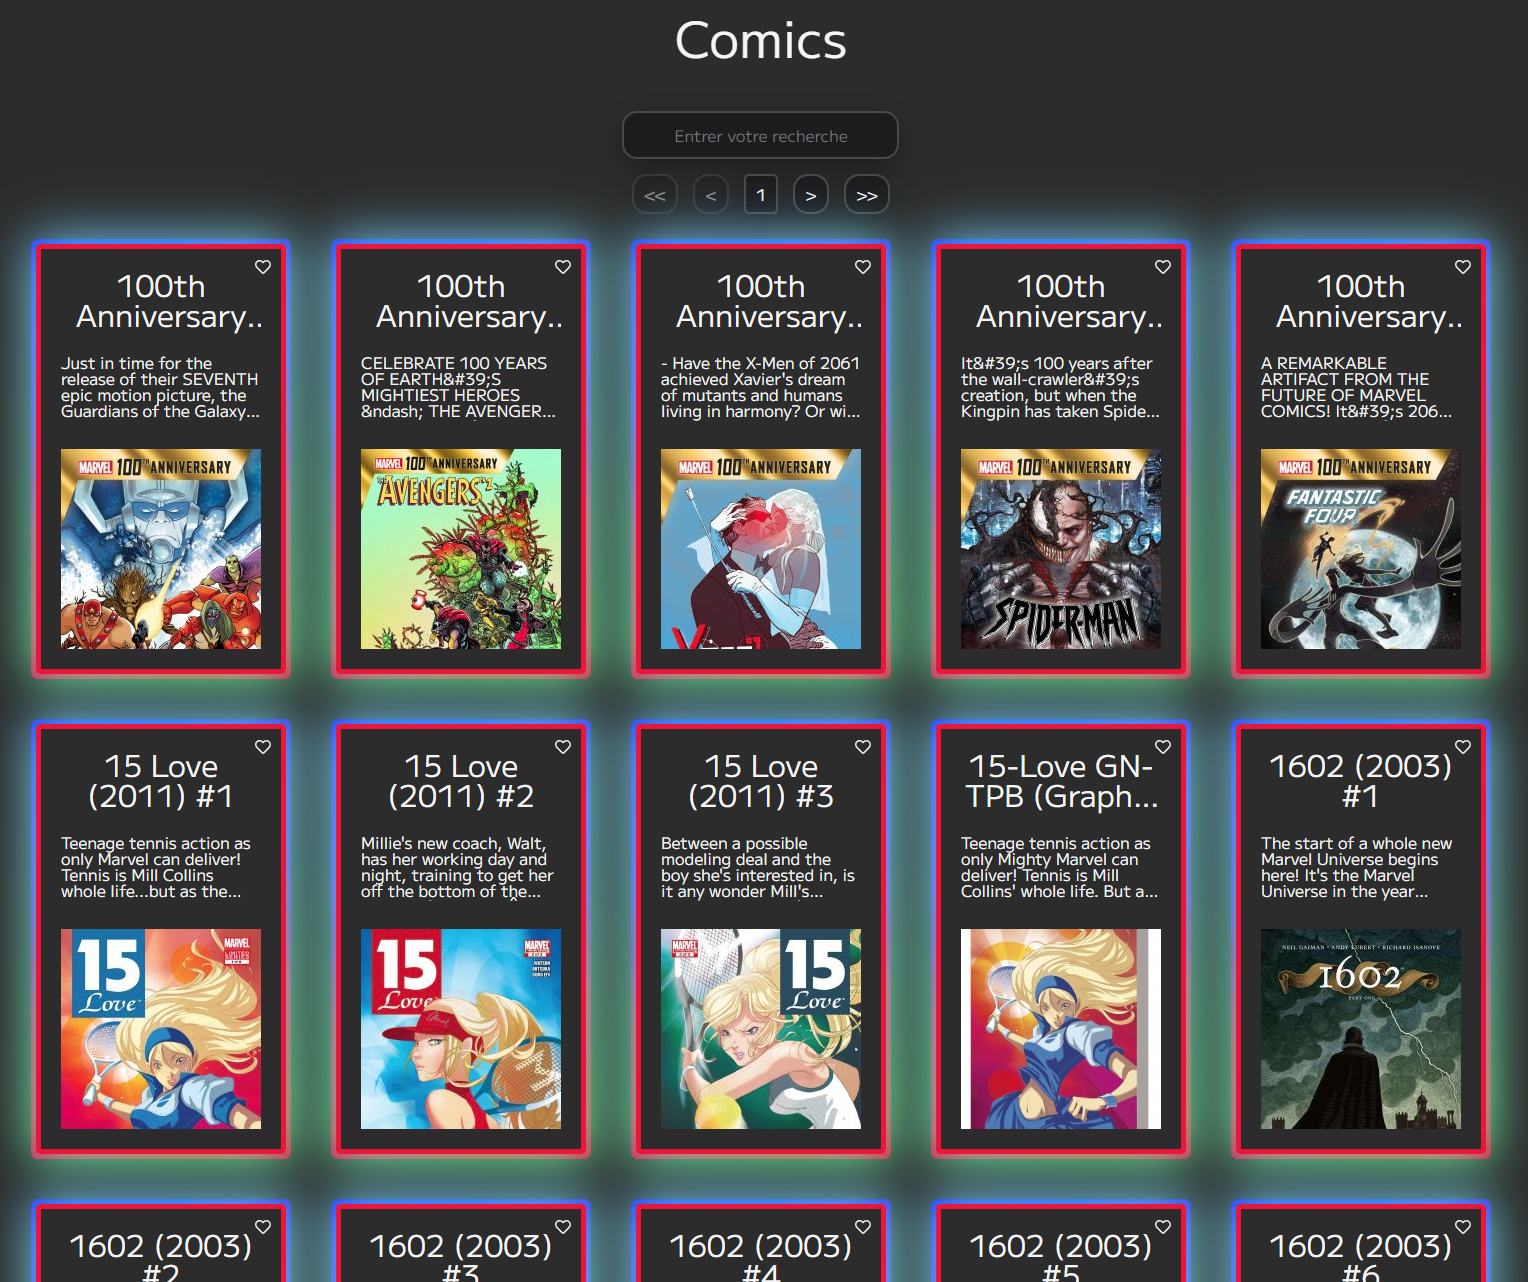 Comics
Entrer votre recherche
<< < 1 > >>
100th
Anniversary..
Just in time for the
release of their SEVENTH
epic motion picture, the
Guardians of the Galaxy...
MARVEL 100TH ANNIVERSARY
100th
Anniversary..
CELEBRATE 100 YEARS
OF EARTH&#39;S
MIGHTIEST HEROES
&ndash; THE AVENGER...
MARVEL 100TH ANNIVERSARY
THE AVENGERS
100th
Anniversary..
- Have the X-Men of 2061
achieved Xavier's dream
of mutants and humans
living in harmony? Or wi...
MARVEL 100TH ANNIVERSARY
100th
Anniversary..
It&#39;s 100 years after
the wall-crawler&#39;s
creation, but when the
Kingpin has taken Spide...
MARVEL 100TH ANNIVERSARY
SPIDER-MAN
100th
Anniversary..
A REMARKABLE
ARTIFACT FROM THE
FUTURE OF MARVEL
COMICS! It&#39;s 206...
MARVEL 100TH ANNIVERSARY
FANTASTIC
FOUR
15 Love
(2011) #1
Teenage tennis action as
only Marvel can deliver!
Tennis is Mill Collins
whole life...but as the...
15
Love
MARVEL
LIMITED
SERIES
15 Love
(2011) #2
Millie's new coach, Walt,
has her working day and
night, training to get her
off the bottom of the...
15
Love
MARVEL
15 Love
(2011) #3
Between a possible
modeling deal and the
boy she's interested in, is
it any wonder Mill's...
MARVEL
15
Love
15-Love GN-
TPB (Graph...
Teenage tennis action as
only Mighty Marvel can
deliver! Tennis is Mill
Collins' whole life. But a...
1602 (2003)
#1
The start of a whole new
Marvel Universe begins
here! It's the Marvel
Universe in the year...
NEIL GAIMAN · ANDY KUBERT · RICHARD ISANOVE
1602
PART ONE
1602 (2003)
#2
1602 (2003)
#3
1602 (2003)
#4
1602 (2003)
#5
1602 (2003)
#6